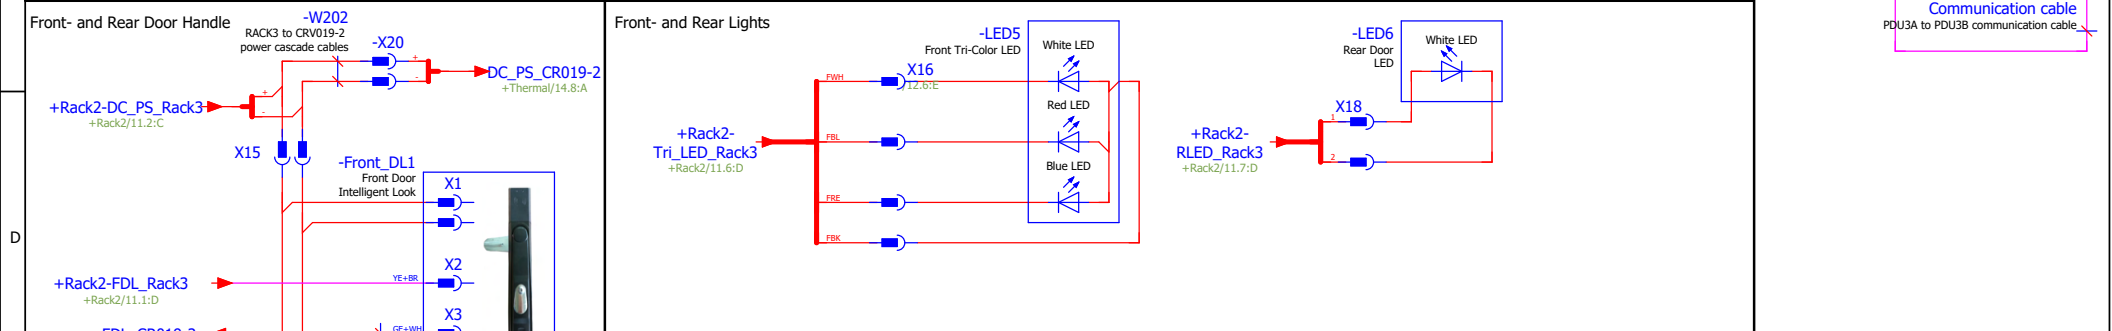 Front- and Rear Door Handle
-W202
RACK3 to CRV019-2
power cascade cables
-X20
+
-
DC_PS_CR019-2
+Thermal/14.8:A
+Rack2-DC_PS_Rack3
+Rack2/11.2:C
+
-
X15
-Front_DL1
Front Door
Intelligent Look
X1
X2
+Rack2-FDL_Rack3
+Rack2/11.1:D
YE+BR
X3
GE+WH
D
Front- and Rear Lights
-LED5
Front Tri-Color LED
White LED
Red LED
Blue LED
X16
/12.6:E
FWH
FBL
FRE
FBK
+Rack2-
Tri_LED_Rack3
+Rack2/11.6:D
-LED6
Rear Door
LED
White LED
X18
1
2
+Rack2-
RLED_Rack3
+Rack2/11.7:D
Communication cable
PDU3A to PDU3B communication cable